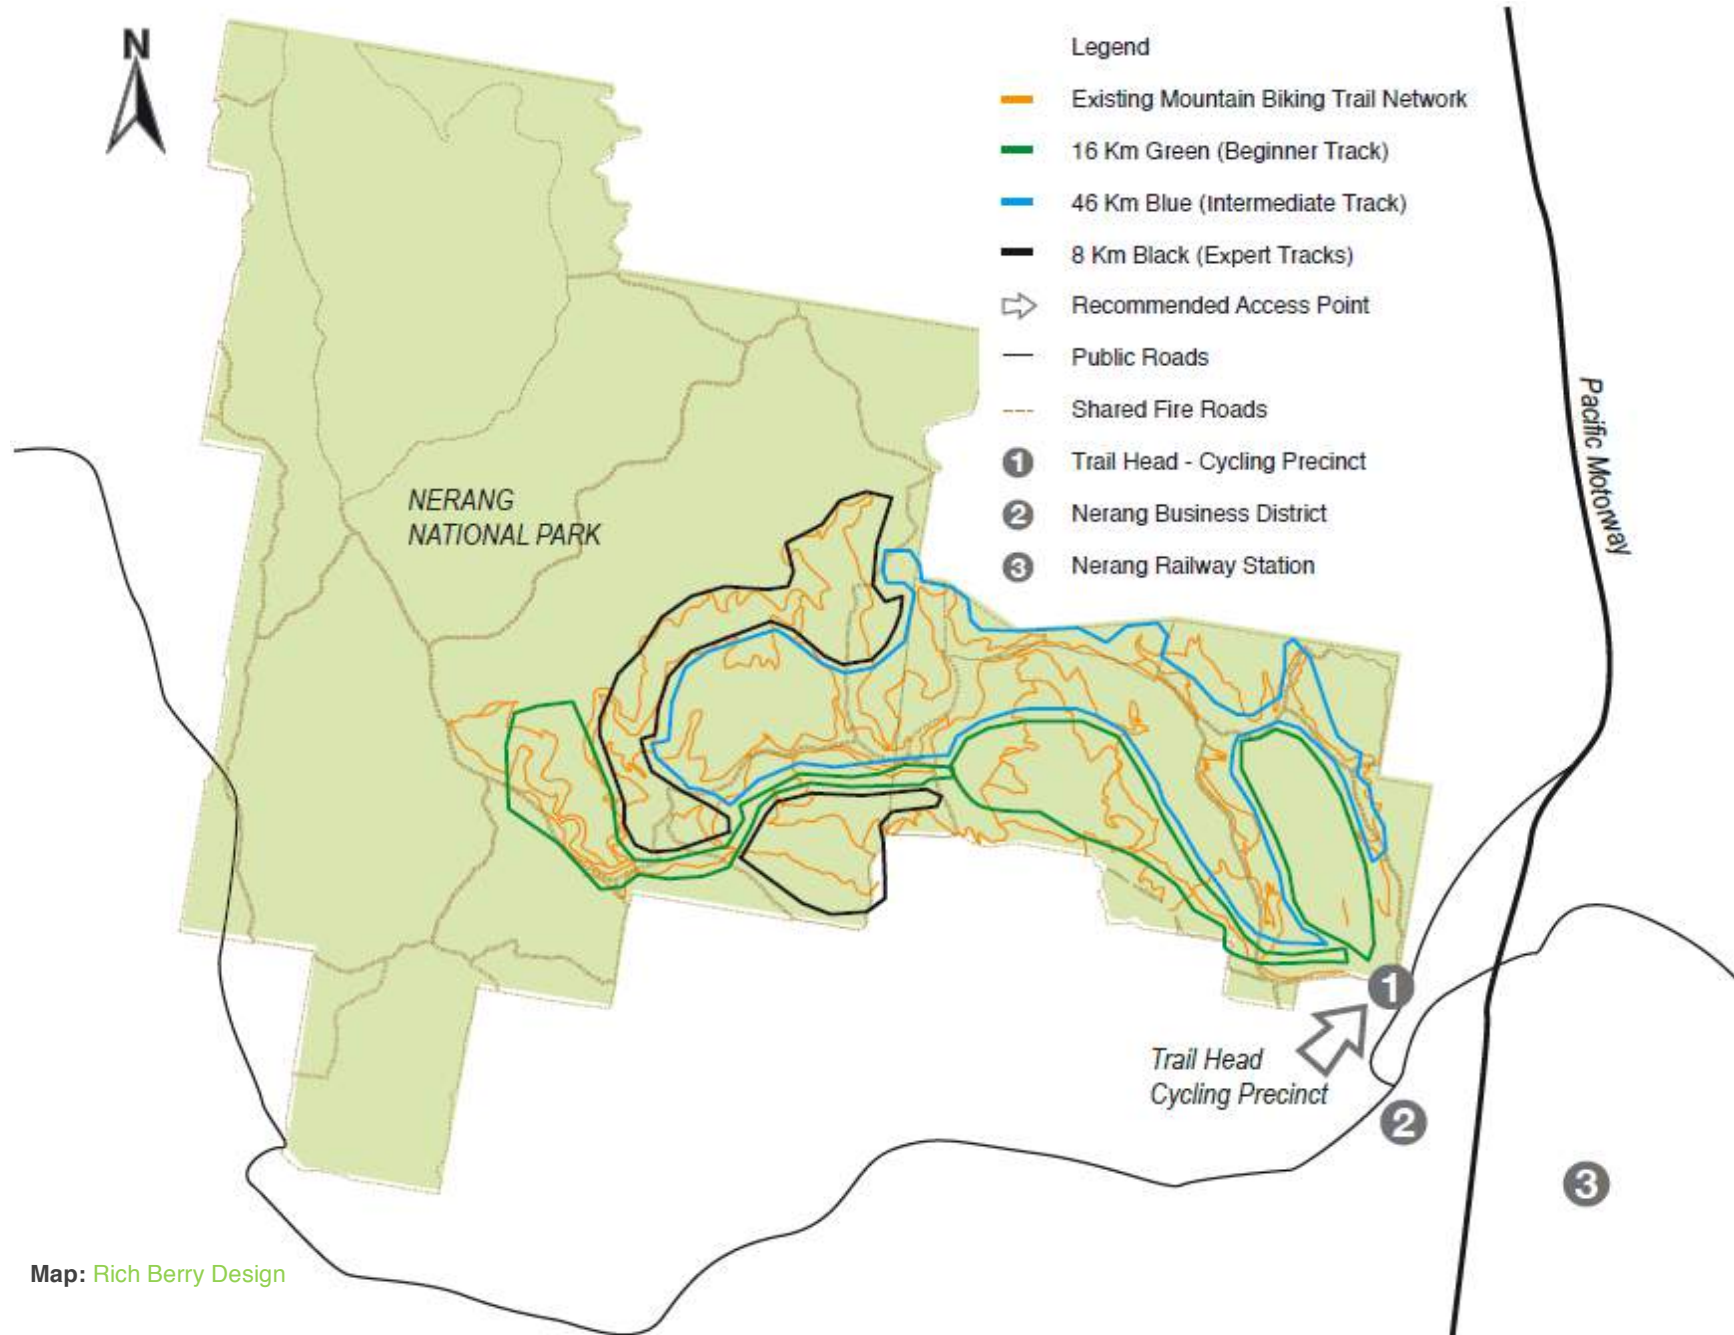 N
Legend
Existing Mountain Biking Trail Network
16 Km Green (Beginner Track)
46 Km Blue (Intermediate Track)
8 Km Black (Expert Tracks)
Recommended Access Point
Public Roads
Shared Fire Roads
1 Trail Head - Cycling Precinct
2 Nerang Business District
3 Nerang Railway Station
Pacific Motorway
NERANG
NATIONAL PARK
1
Trail Head
Cycling Precinct
2
3
Map: Rich Berry Design